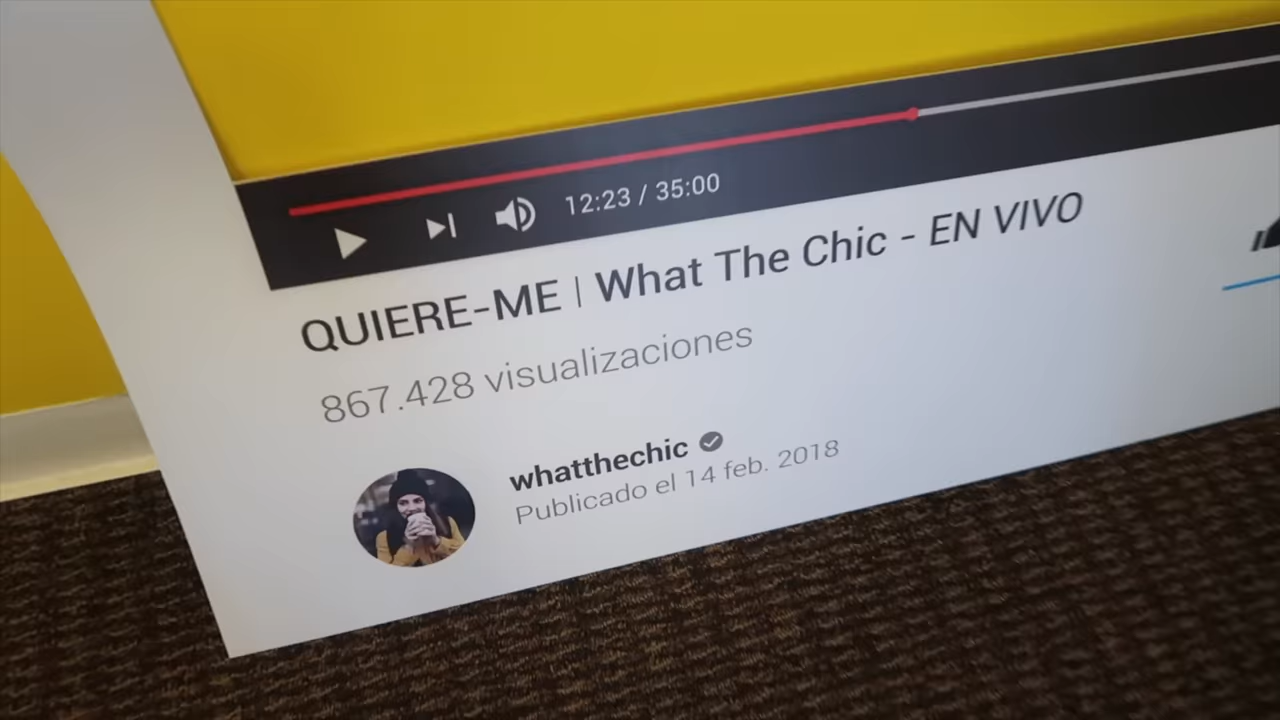 12:23 / 35:00
QUIERE-ME | What The Chic - EN VIVO
867.428 visualizaciones
whatthechic
Publicado el 14 feb. 2018